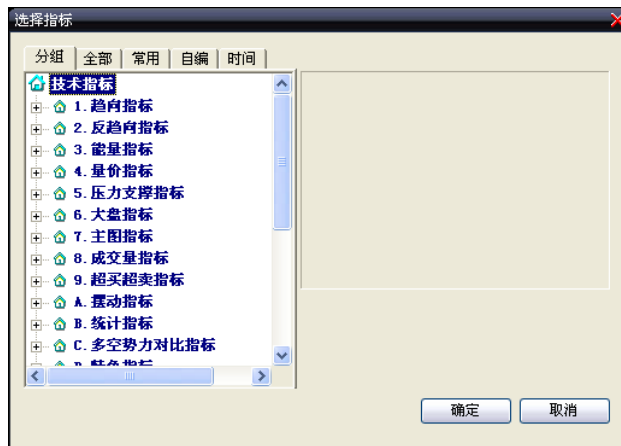 选择指标
分组 全部 常用 自编 时间
技术指标
1.趋向指标
2.反趋向指标
3.能量指标
4.量价指标
5.压力支撑指标
6.大盘指标
7.主图指标
8.成交量指标
9.超买超卖指标
A.摆动指标
B.统计指标
C.多空势力对比指标
D.特色指标
确定 取消